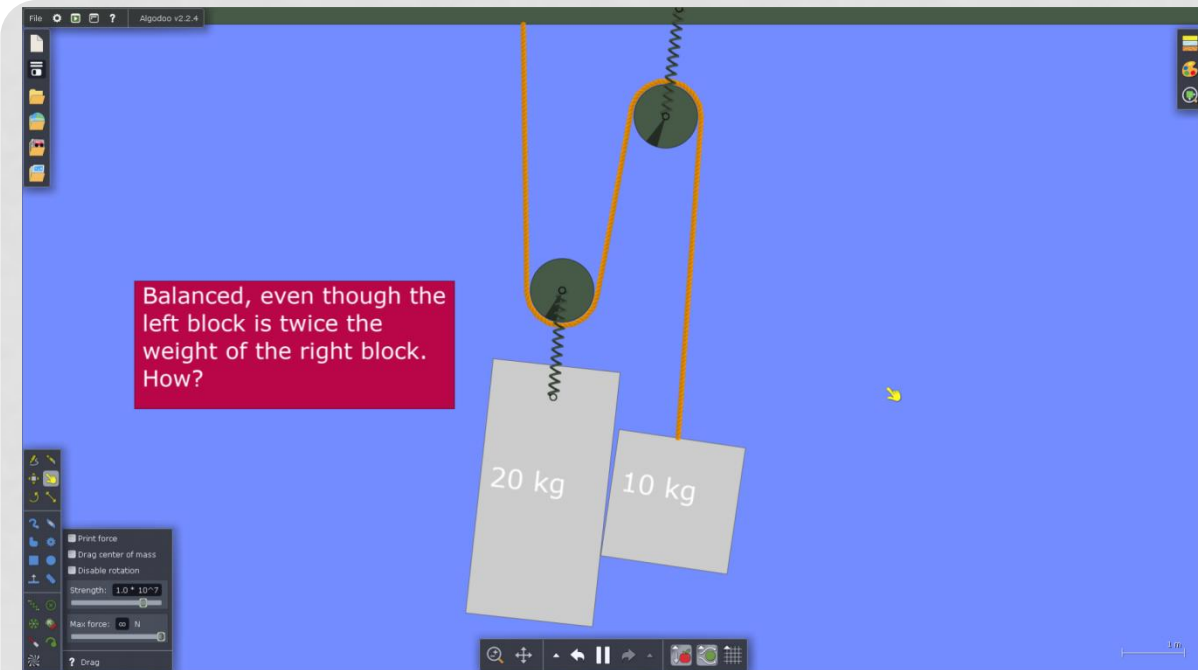 File ? Algodoo v2.2.4
Balanced, even though the
left block is twice the
weight of the right block.
How?
20 kg
10 kg
Print force
Drag center of mass
Disable rotation
Strength: 1.0 * 10^7
Max force: ∞ N
? Drag
1 m